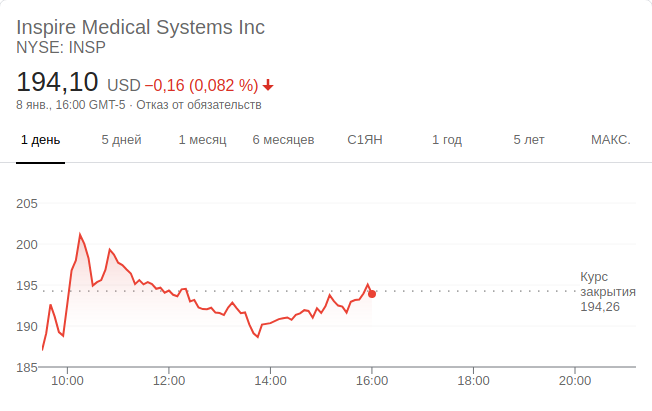 Inspire Medical Systems Inc
NYSE: INSP
194,10 USD −0,16 (0,082 %)
8 янв., 16:00 GMT-5 · Отказ от обязательств
1 день 5 дней 1 месяц 6 месяцев С1ЯН 1 год 5 лет МАКС.
205
200
195
190
185
Курс
закрытия
194,26
10:00 12:00 14:00 16:00 18:00 20:00